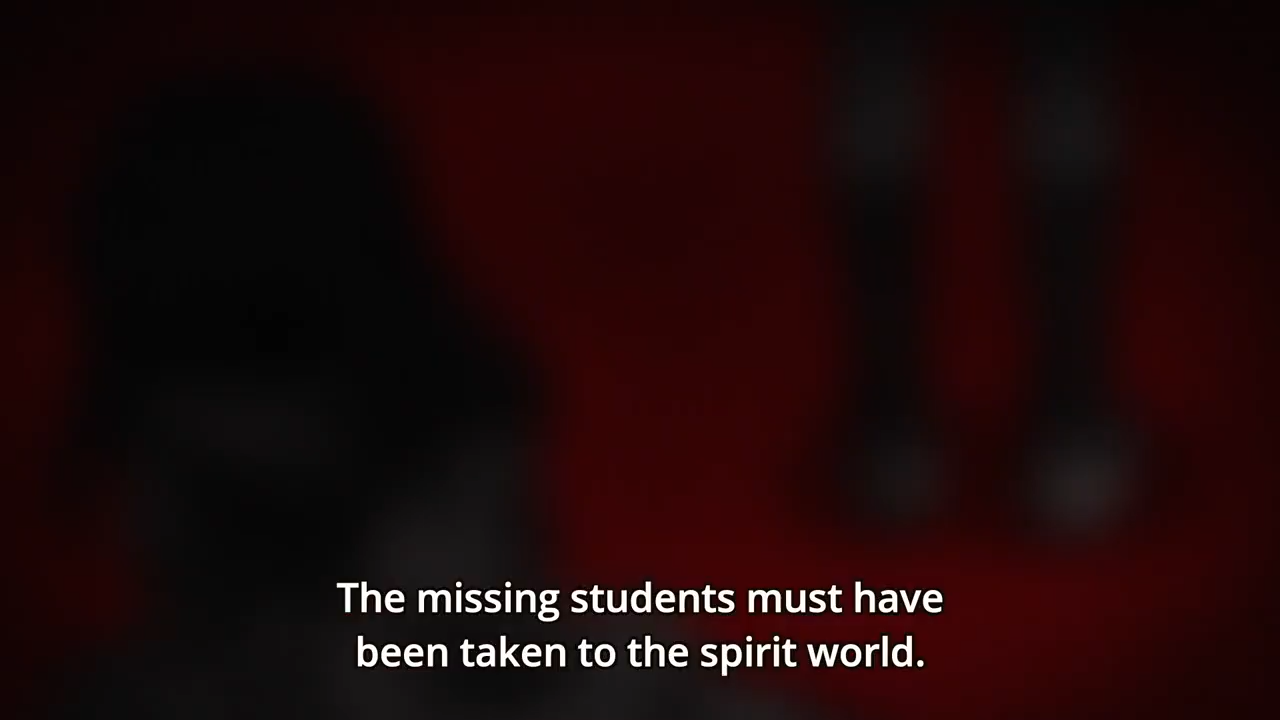 The missing students must have
been taken to the spirit world.